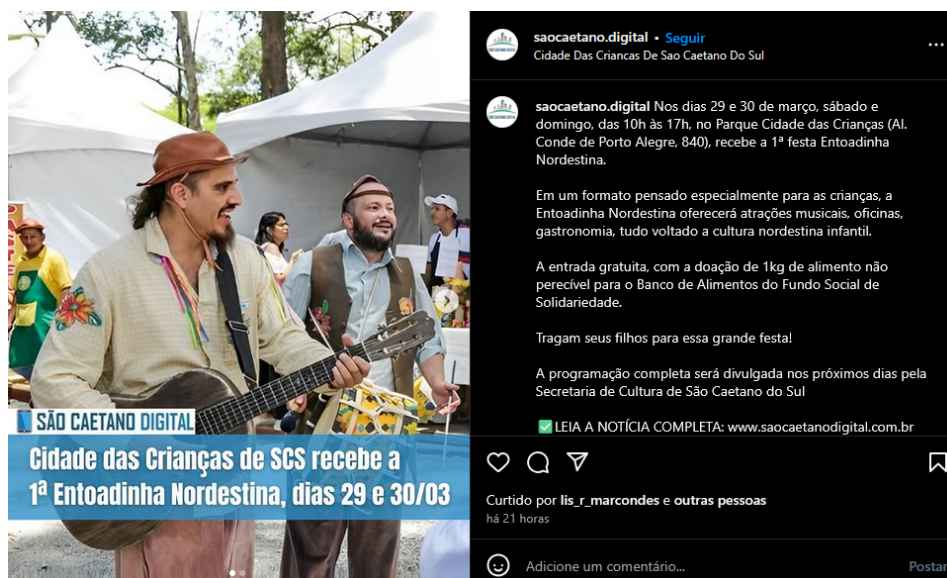 SÃO CAETANO DIGITAL
Cidade das Crianças de SCS recebe a
1ª Entoadinha Nordestina, dias 29 e 30/03
saocaetano.digital • Seguir
Cidade Das Criancas De Sao Caetano Do Sul
saocaetano.digital Nos dias 29 e 30 de março, sábado e
domingo, das 10h às 17h, no Parque Cidade das Crianças (Al.
Conde de Porto Alegre, 840), recebe a 1ª festa Entoadinha
Nordestina.
Em um formato pensado especialmente para as crianças, a
Entoadinha Nordestina oferecerá atrações musicais, oficinas,
gastronomia, tudo voltado a cultura nordestina infantil.
A entrada gratuita, com a doação de 1kg de alimento não
perecível para o Banco de Alimentos do Fundo Social de
Solidariedade.
Tragam seus filhos para essa grande festa!
A programação completa será divulgada nos próximos dias pela
Secretaria de Cultura de São Caetano do Sul
✅ LEIA A NOTÍCIA COMPLETA: www.saocaetanodigital.com.br
Curtido por lis_r_marcondes e outras pessoas
há 21 horas
Adicione um comentário...
Postar